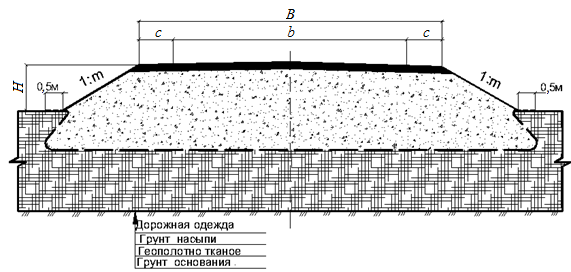 B
c b c
H
0,5м 1:m 1:m 0,5м
Дорожная одежда
Грунт насыпи
Геополотно тканое
Грунт основания.